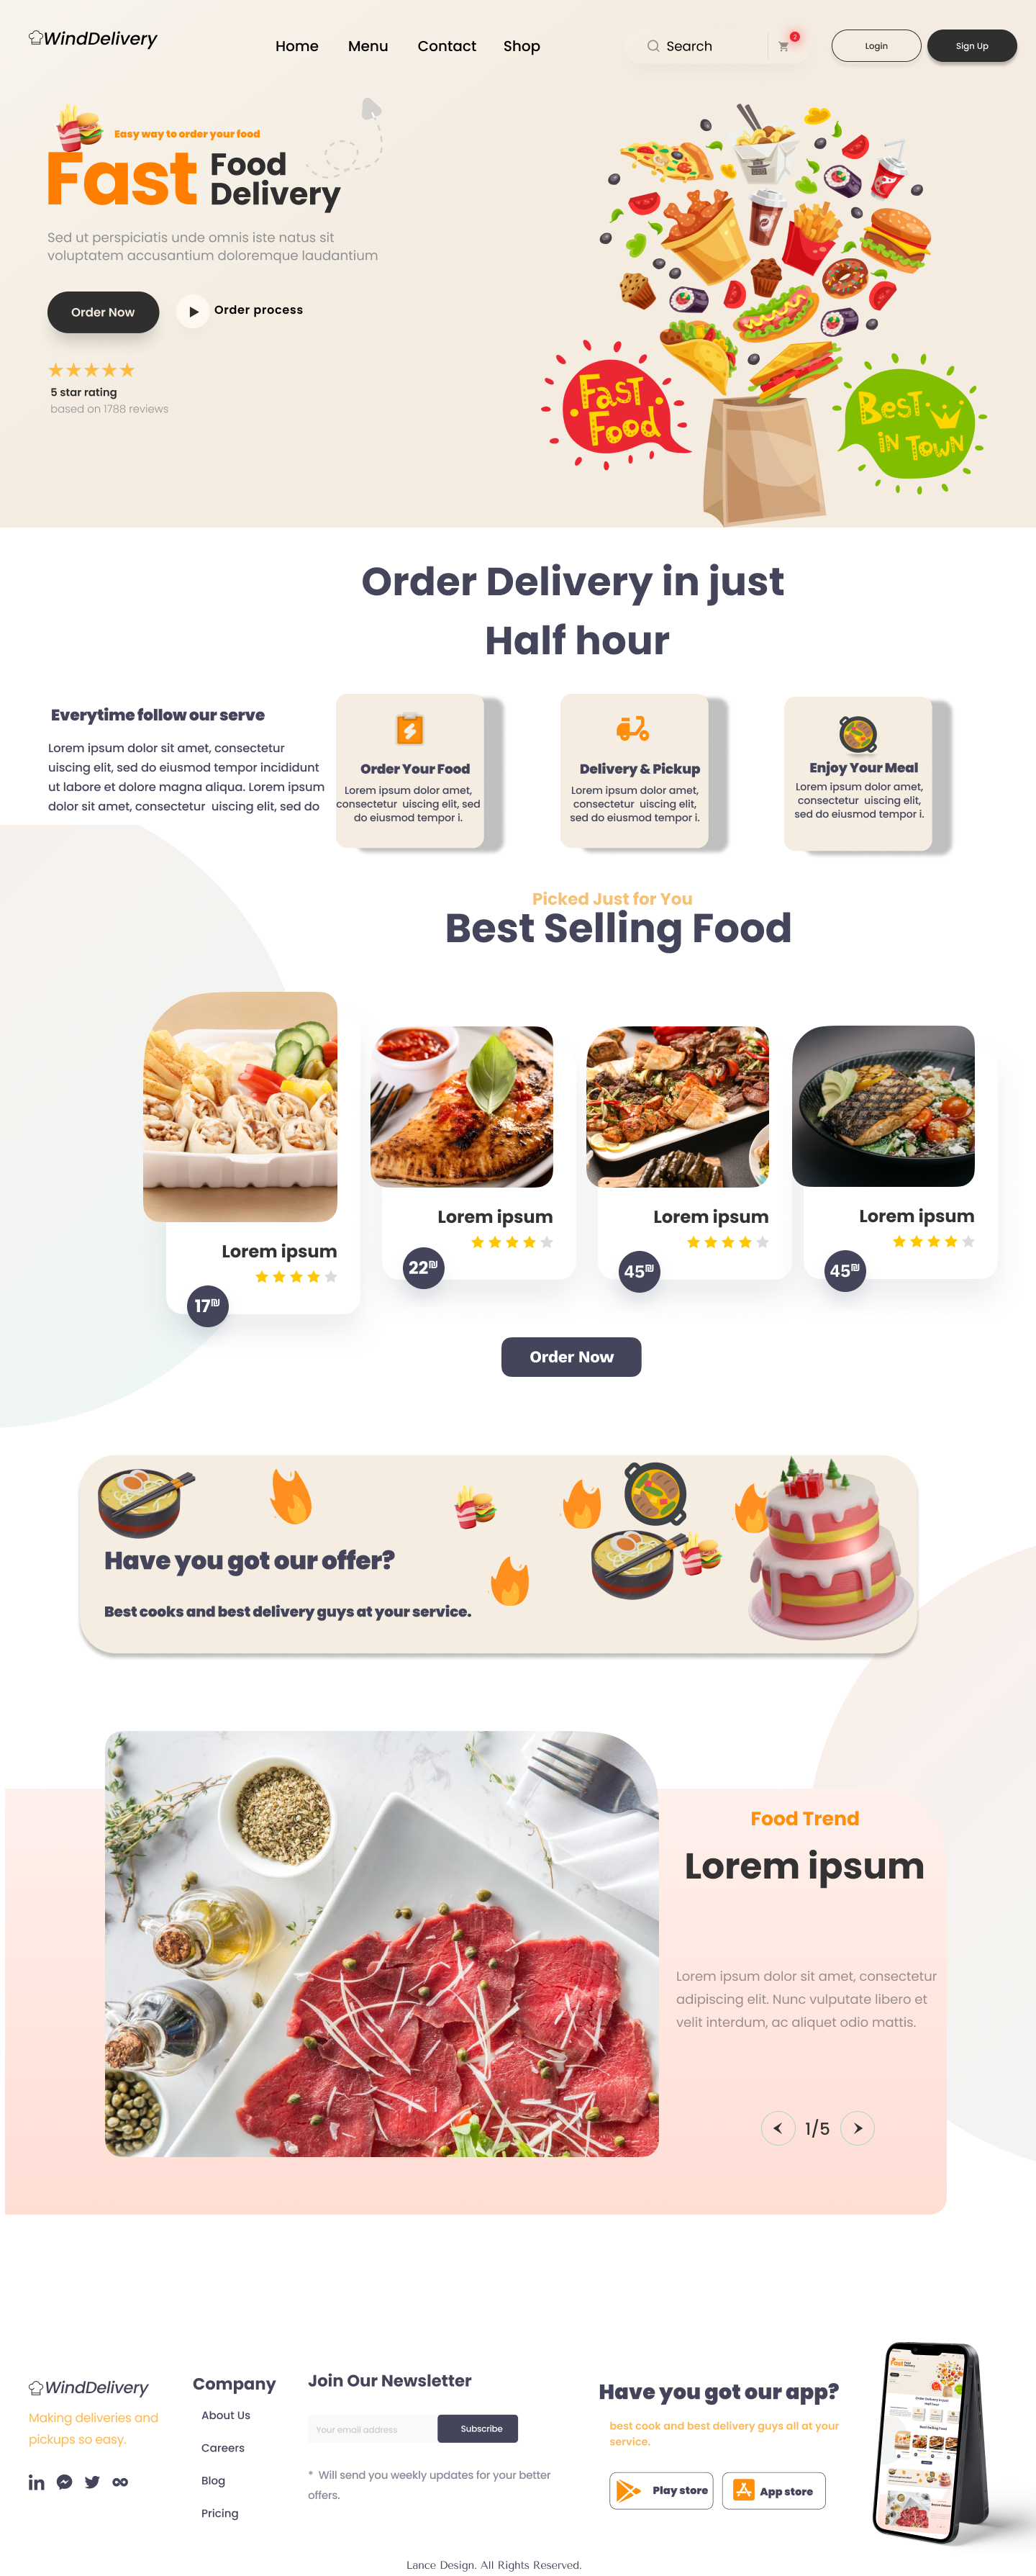 WindDelivery
Home Menu Contact Shop
Search
2
Login
Sign Up
Easy way to order your food
Fast Food
Delivery
Sed ut perspiciatis unde omnis iste natus sit
voluptatem accusantium doloremque laudantium
Order Now
Order process
5 star rating
based on 1788 reviews
Fast
Food
Best
in Town
Order Delivery in just
Half hour
Everytime follow our serve
Lorem ipsum dolor sit amet, consectetur
uiscing elit, sed do eiusmod tempor incididunt
ut labore et dolore magna aliqua. Lorem ipsum
dolor sit amet, consectetur uiscing elit, sed do
Order Your Food
Lorem ipsum dolor amet,
consectetur uiscing elit, sed
do eiusmod tempor i.
Delivery & Pickup
Lorem ipsum dolor amet,
consectetur uiscing elit,
sed do eiusmod tempor i.
Enjoy Your Meal
Lorem ipsum dolor amet,
consectetur uiscing elit,
sed do eiusmod tempor i.
Picked Just for You
Best Selling Food
Lorem ipsum
17₪
Lorem ipsum
22₪
Lorem ipsum
45₪
Lorem ipsum
45₪
Order Now
Have you got our offer?
Best cooks and best delivery guys at your service.
Food Trend
Lorem ipsum
Lorem ipsum dolor sit amet, consectetur
adipiscing elit. Nunc vulputate libero et
velit interdum, ac aliquet odio mattis.
1/5
WindDelivery
Making deliveries and
pickups so easy.
Company
About Us
Careers
Blog
Pricing
Join Our Newsletter
Your email address
Subscribe
* Will send you weekly updates for your better
offers.
Have you got our app?
best cook and best delivery guys all at your
service.
Play store
App store
Lance Design. All Rights Reserved.